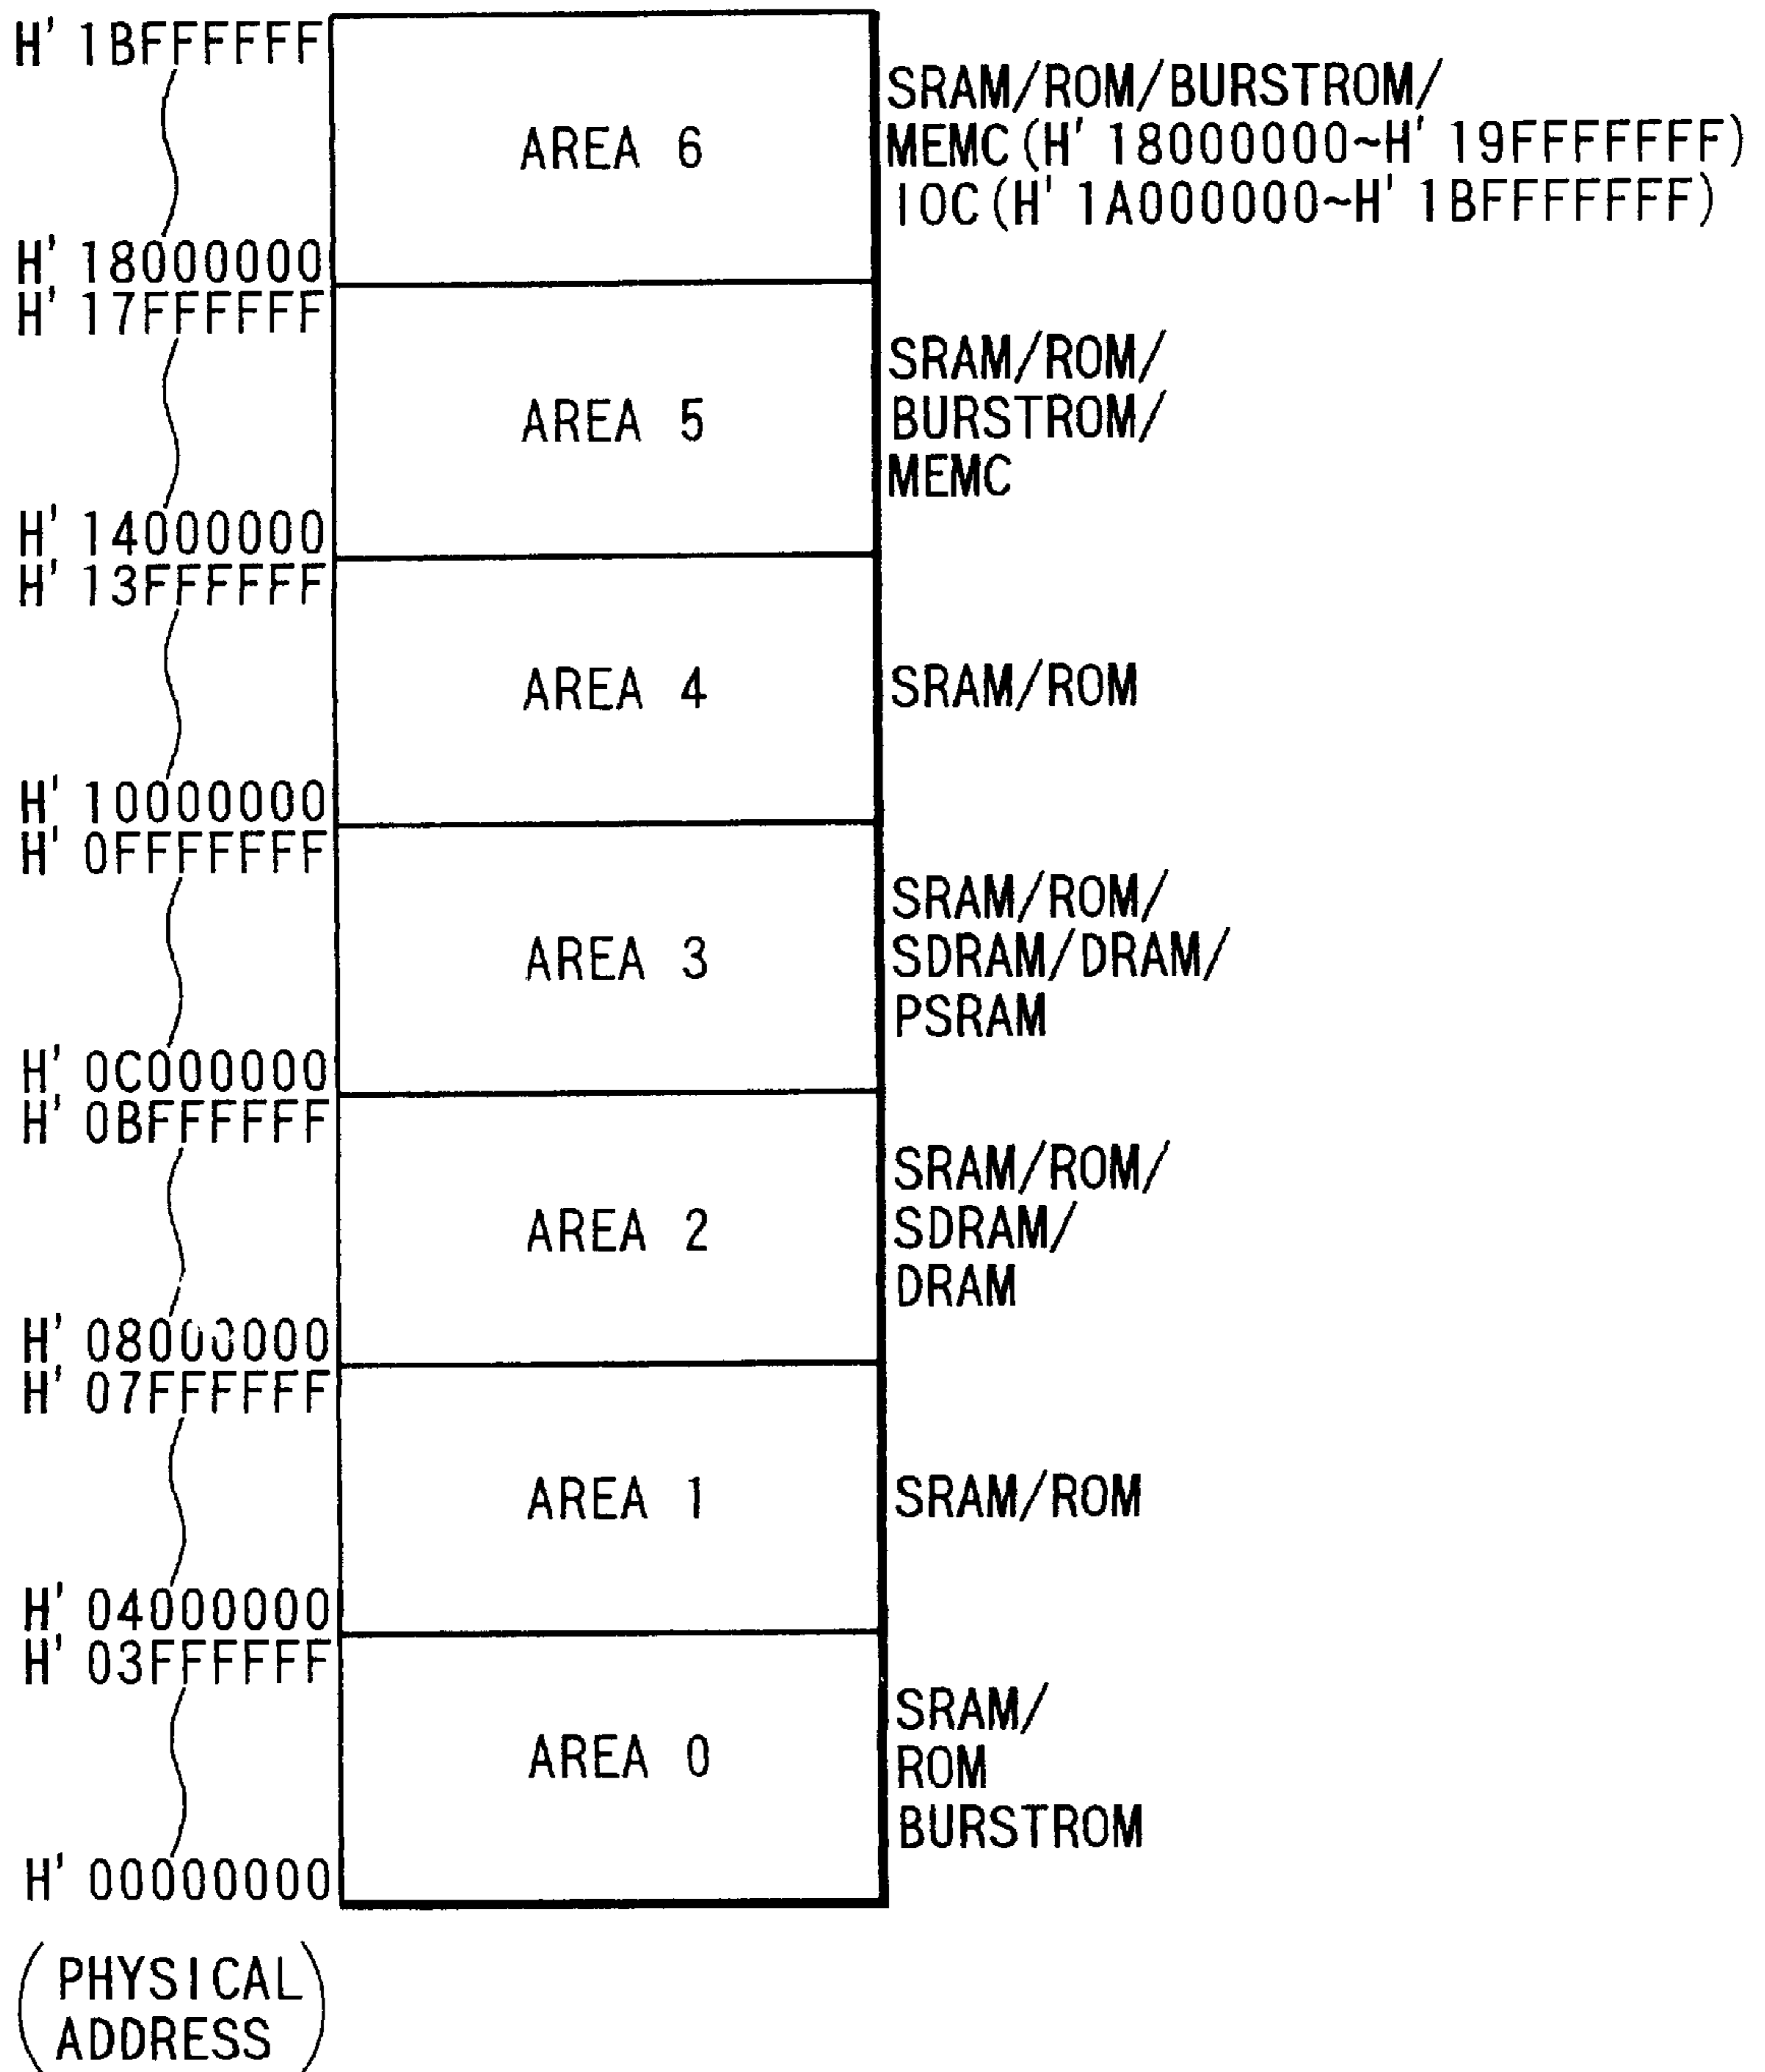 H' 1BFFFFFF
AREA 6
SRAM/ROM/BURSTROM/
MEMC(H' 18000000~H' 19FFFFFFF)
IOC(H' 1A000000~H' 1BFFFFFFF)
H' 18000000
H' 17FFFFFF
AREA 5
SRAM/ROM/
BURSTROM/
MEMC
H' 14000000
H' 13FFFFFF
AREA 4
SRAM/ROM
H' 10000000
H' 0FFFFFFF
AREA 3
SRAM/ROM/
SDRAM/DRAM/
PSRAM
H' 0C000000
H' 0BFFFFFF
AREA 2
SRAM/ROM/
SDRAM/
DRAM
H' 08000000
H' 07FFFFFF
AREA 1
SRAM/ROM
H' 04000000
H' 03FFFFFF
AREA 0
SRAM/
ROM
BURSTROM
H' 00000000
(PHYSICAL
ADDRESS)